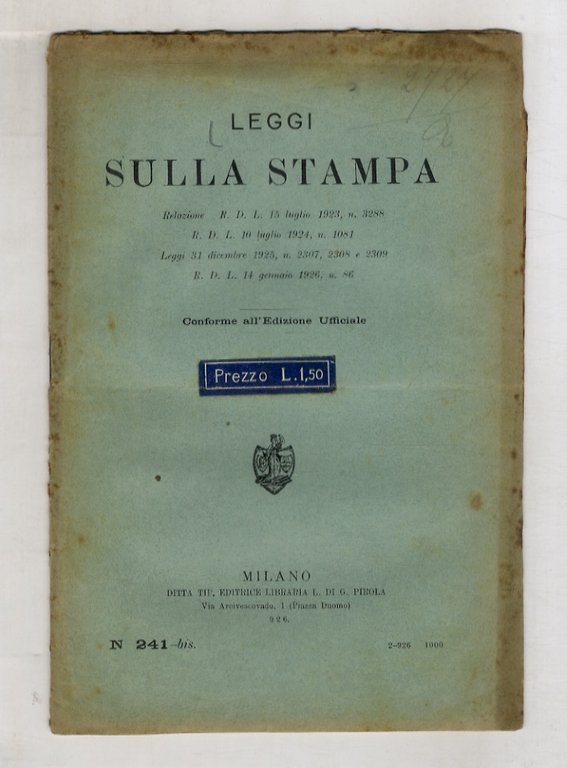 LEGGI
SULLA STAMPA
Relazione R. D. L. 15 luglio 1923, n. 3288
R. D. L. 10 luglio 1924, n. 1081
Leggi 31 dicembre 1925, n. 2307, 2308 e 2309
R. D. L. 14 gennaio 1926, n. 86
Conforme all'Edizione Ufficiale
Prezzo L.1,50
MILANO
DITTA TIP. EDITRICE LIBRARIA L. DI G. PIROLA
Via Arcivescovado, 1 (Piazza Duomo)
926.
N 241-bis.
2-926 1000